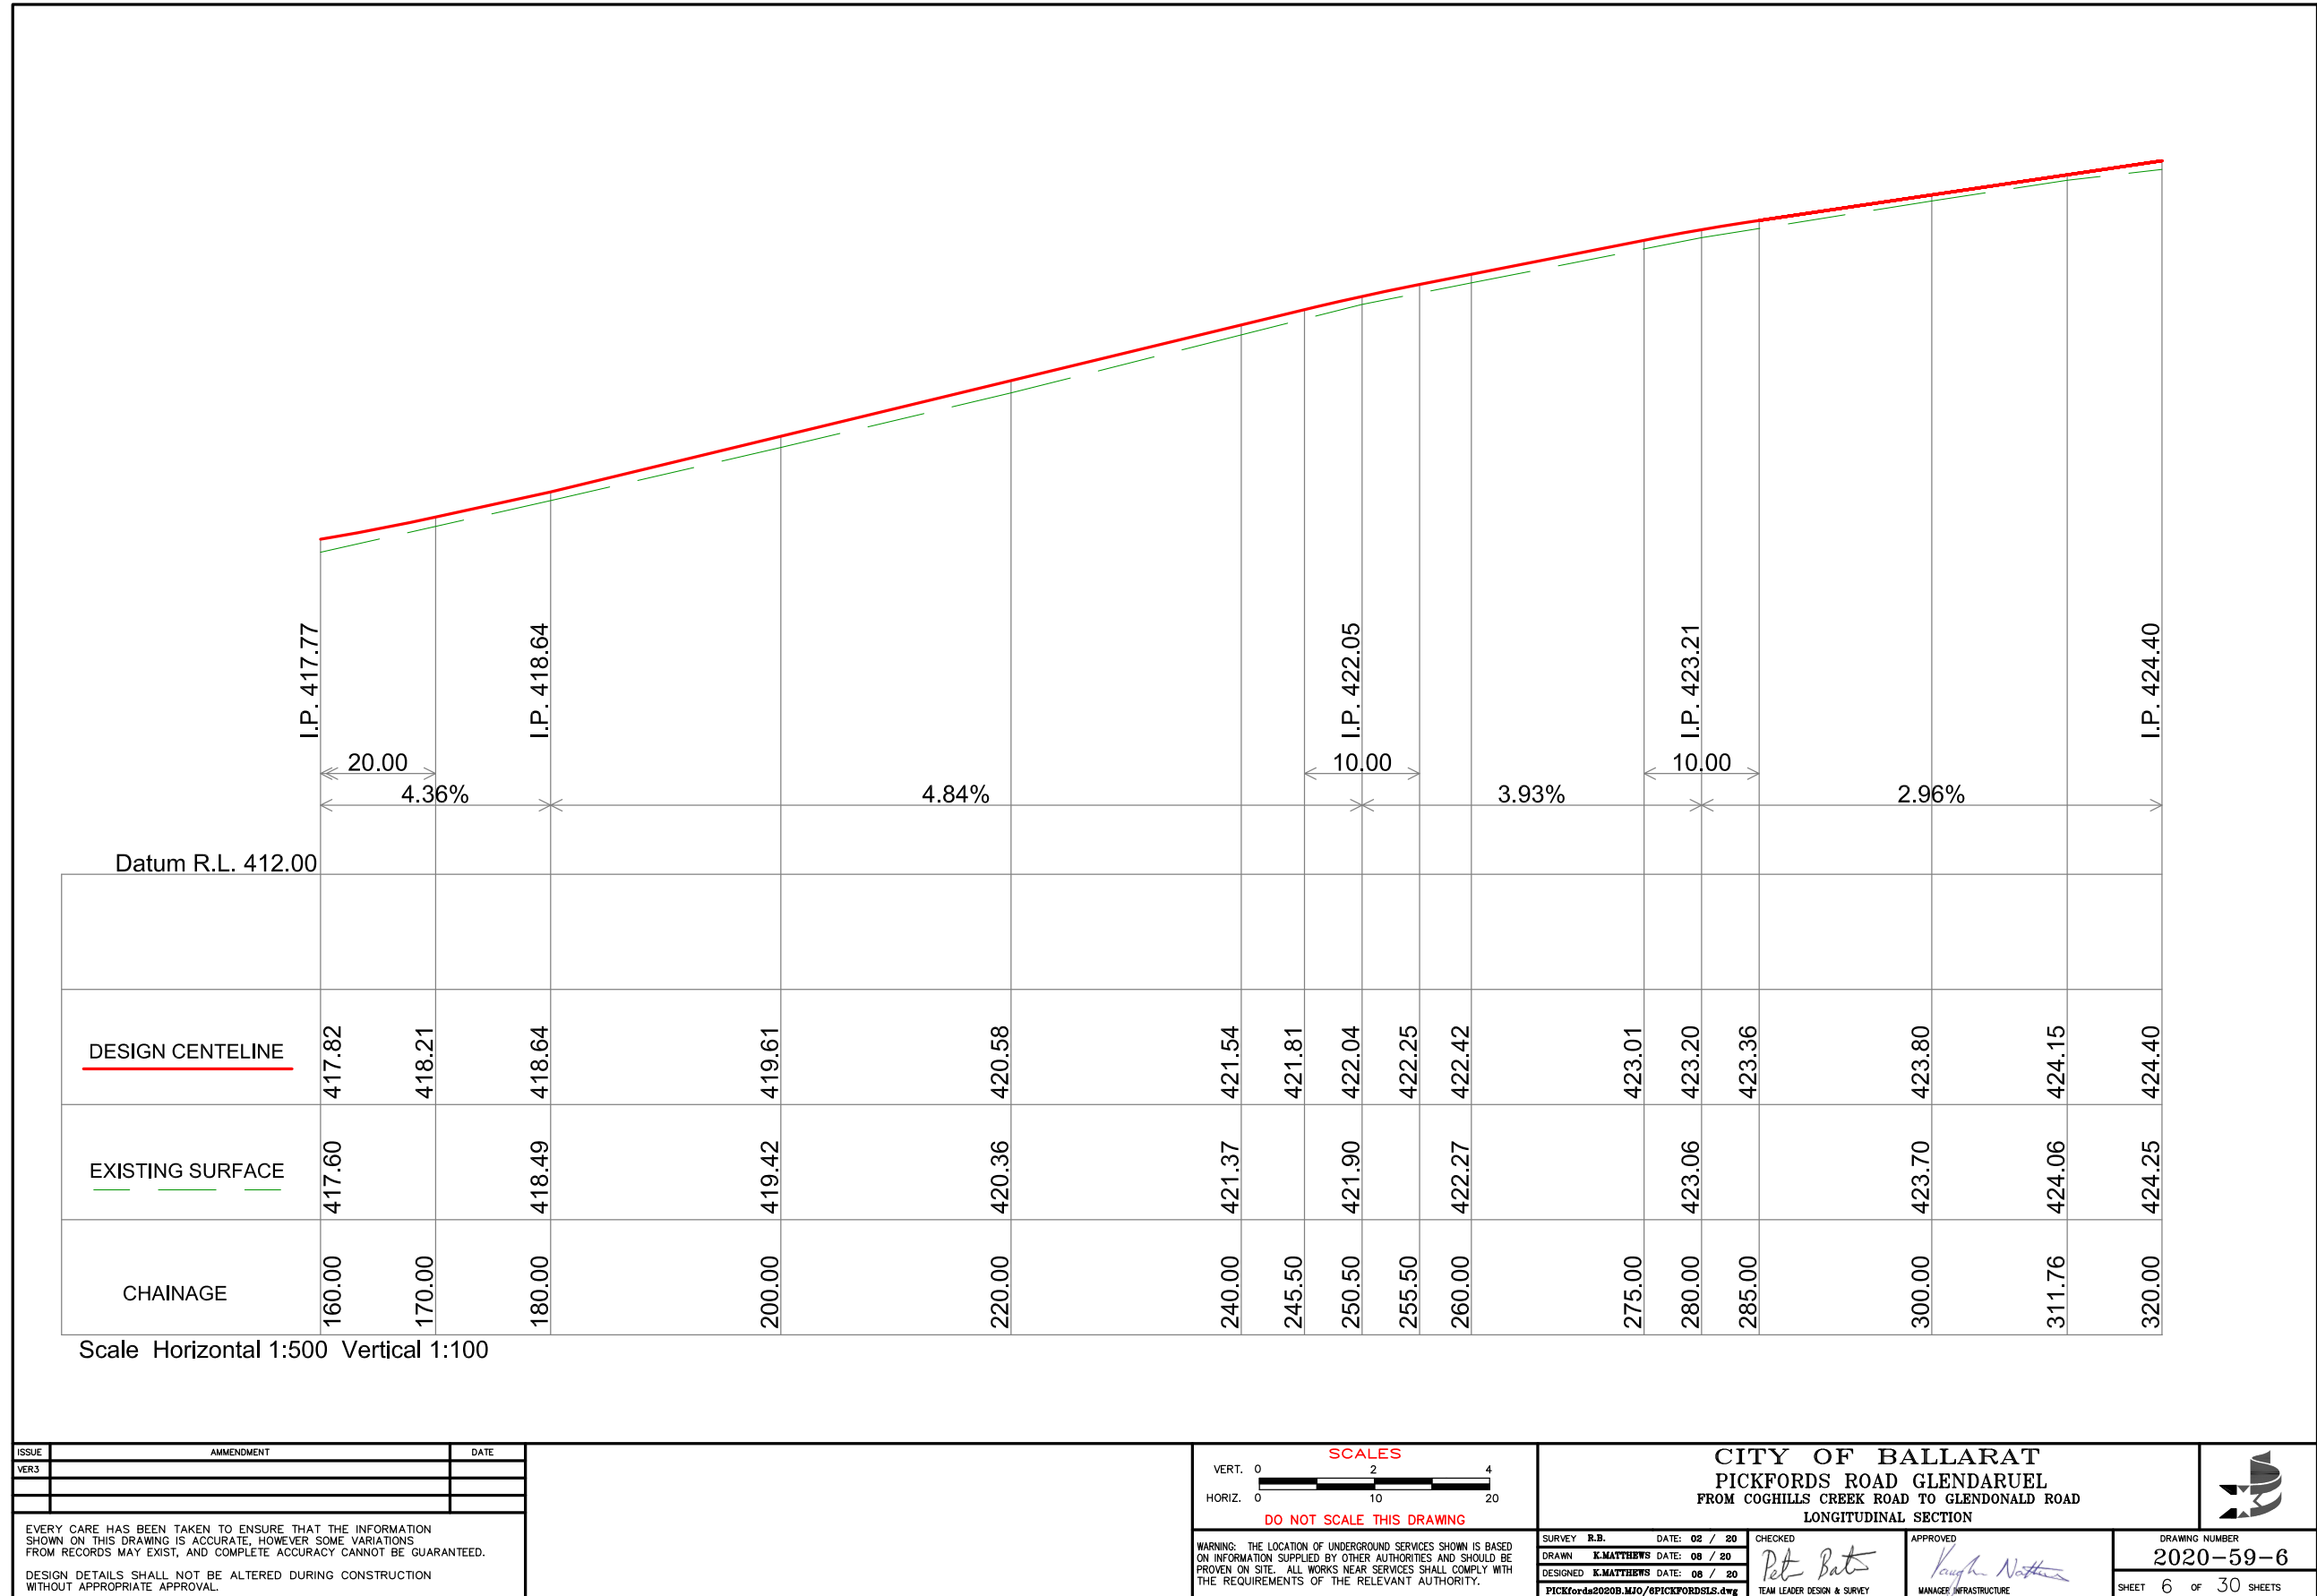 I.P. 417.77
I.P. 418.64
I.P. 422.05
I.P. 423.21
I.P. 424.40
20.00
10.00
10.00
4.36%
4.84%
3.93%
2.96%
Datum R.L. 412.00
DESIGN CENTELINE
417.82
418.21
418.64
419.61
420.58
421.54
421.81
422.04
422.25
422.42
423.01
423.20
423.36
423.80
424.15
424.40
EXISTING SURFACE
417.60
418.49
419.42
420.36
421.37
421.90
422.27
423.06
423.70
424.06
424.25
CHAINAGE
160.00
170.00
180.00
200.00
220.00
240.00
245.50
250.50
255.50
260.00
275.00
280.00
285.00
300.00
311.76
320.00
Scale Horizontal 1:500 Vertical 1:100
ISSUE AMMENDMENT DATE
VER3
EVERY CARE HAS BEEN TAKEN TO ENSURE THAT THE INFORMATION
SHOWN ON THIS DRAWING IS ACCURATE, HOWEVER SOME VARIATIONS
FROM RECORDS MAY EXIST, AND COMPLETE ACCURACY CANNOT BE GUARANTEED.
DESIGN DETAILS SHALL NOT BE ALTERED DURING CONSTRUCTION
WITHOUT APPROPRIATE APPROVAL.
SCALES
VERT. 0 2 4
HORIZ. 0 10 20
DO NOT SCALE THIS DRAWING
WARNING: THE LOCATION OF UNDERGROUND SERVICES SHOWN IS BASED
ON INFORMATION SUPPLIED BY OTHER AUTHORITIES AND SHOULD BE
PROVEN ON SITE. ALL WORKS NEAR SERVICES SHALL COMPLY WITH
THE REQUIREMENTS OF THE RELEVANT AUTHORITY.
CITY OF BALLARAT
PICKFORDS ROAD GLENDARUEL
FROM COGHILLS CREEK ROAD TO GLENDONALD ROAD
LONGITUDINAL SECTION
SURVEY R.B. DATE: 02 / 20
DRAWN K.MATTHEWS DATE: 08 / 20
DESIGNED K.MATTHEWS DATE: 08 / 20
PICKfords2020B.MJO/6PICKFORDSLS.dwg
CHECKED
TEAM LEADER DESIGN & SURVEY
APPROVED
MANAGER INFRASTRUCTURE
DRAWING NUMBER
2020-59-6
SHEET 6 OF 30 SHEETS